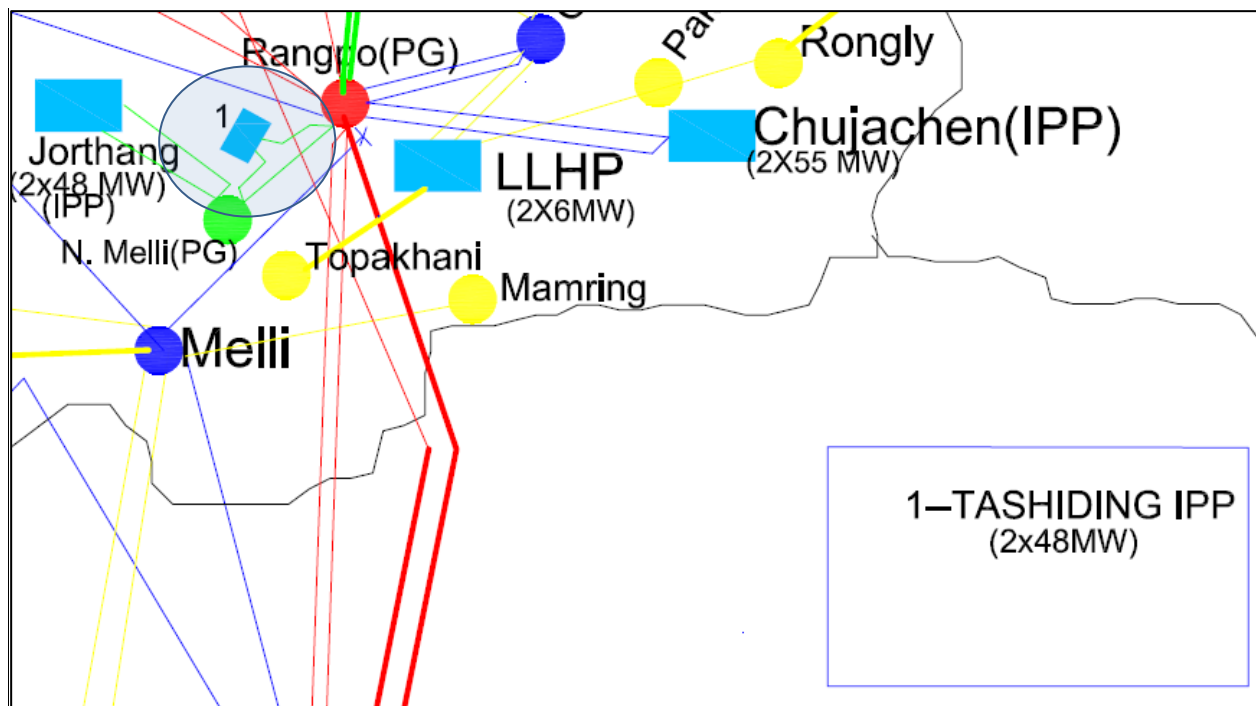 Rangpo(PG)
Rongly
1
Chujachen(IPP)
(2X55 MW)
Jorthang
(2x48 MW)
(IPP)
LLHP
(2X6MW)
N. Melli(PG)
Topakhani
Mamring
Melli
1–TASHIDING IPP
(2x48MW)